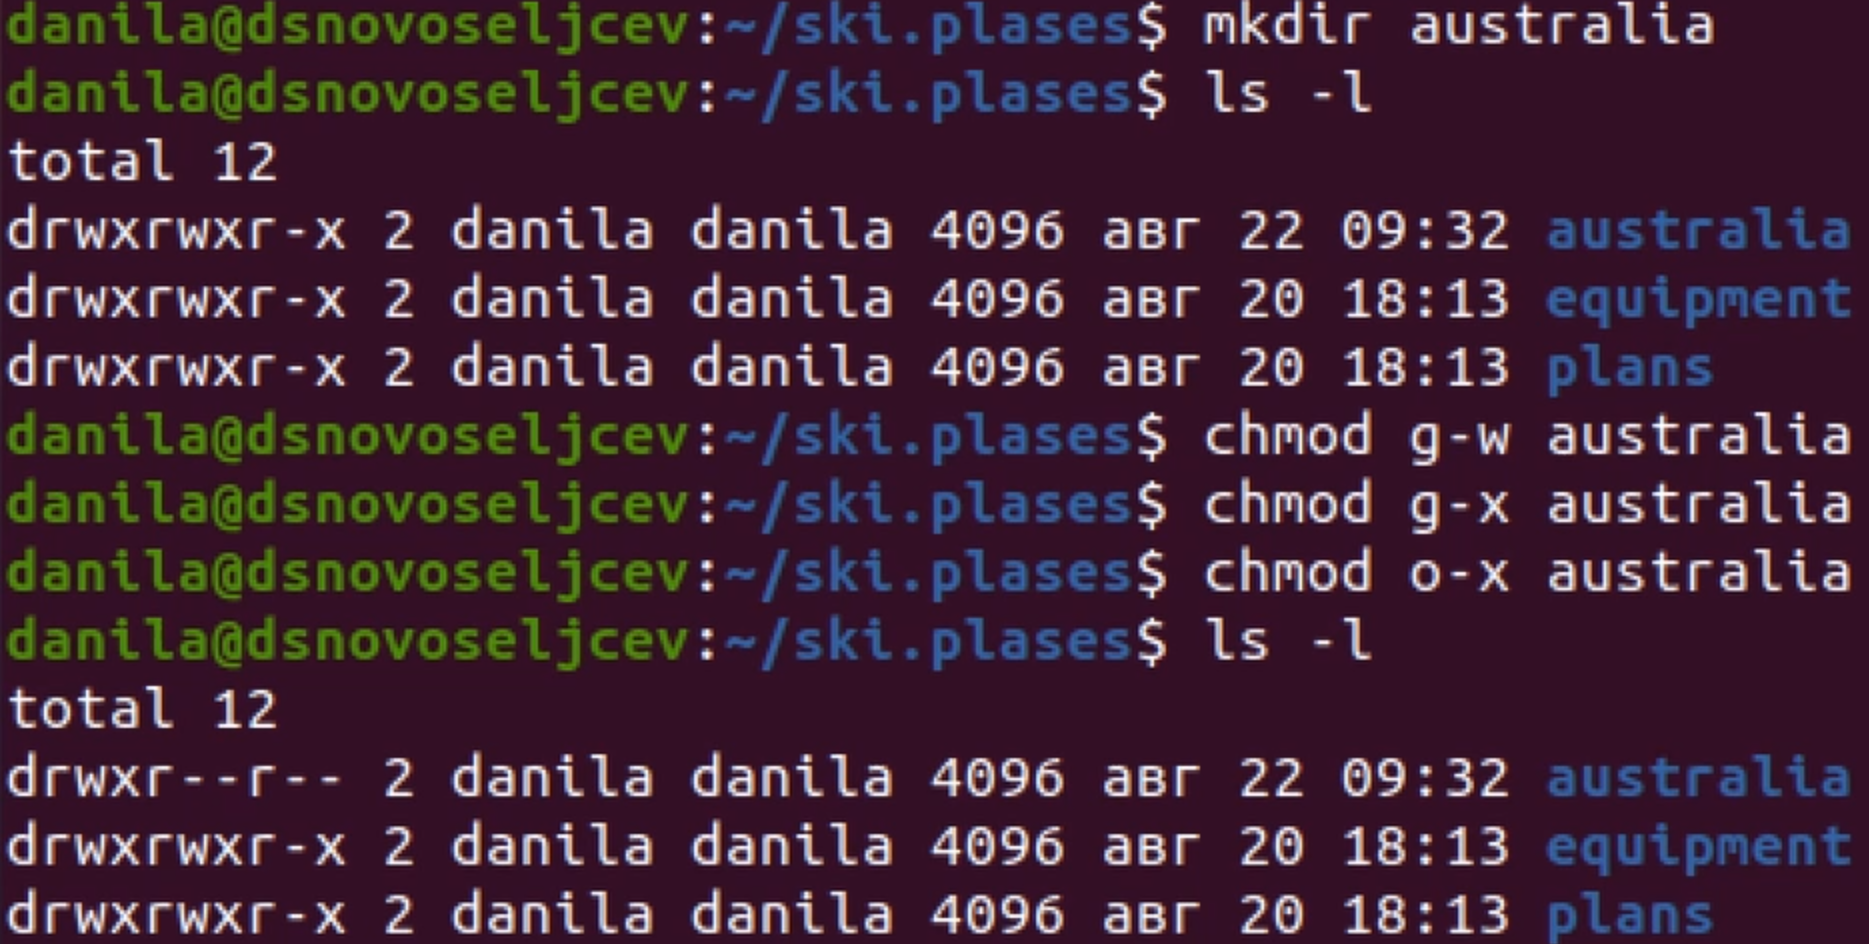 danila@dsnovoseljcev:~/ski.plases$ mkdir australia
danila@dsnovoseljcev:~/ski.plases$ ls -l
total 12
drwxrwxr-x 2 danila danila 4096 авг 22 09:32 australia
drwxrwxr-x 2 danila danila 4096 авг 20 18:13 equipment
drwxrwxr-x 2 danila danila 4096 авг 20 18:13 plans
danila@dsnovoseljcev:~/ski.plases$ chmod g-w australia
danila@dsnovoseljcev:~/ski.plases$ chmod g-x australia
danila@dsnovoseljcev:~/ski.plases$ chmod o-x australia
danila@dsnovoseljcev:~/ski.plases$ ls -l
total 12
drwxr--r-- 2 danila danila 4096 авг 22 09:32 australia
drwxrwxr-x 2 danila danila 4096 авг 20 18:13 equipment
drwxrwxr-x 2 danila danila 4096 авг 20 18:13 plans